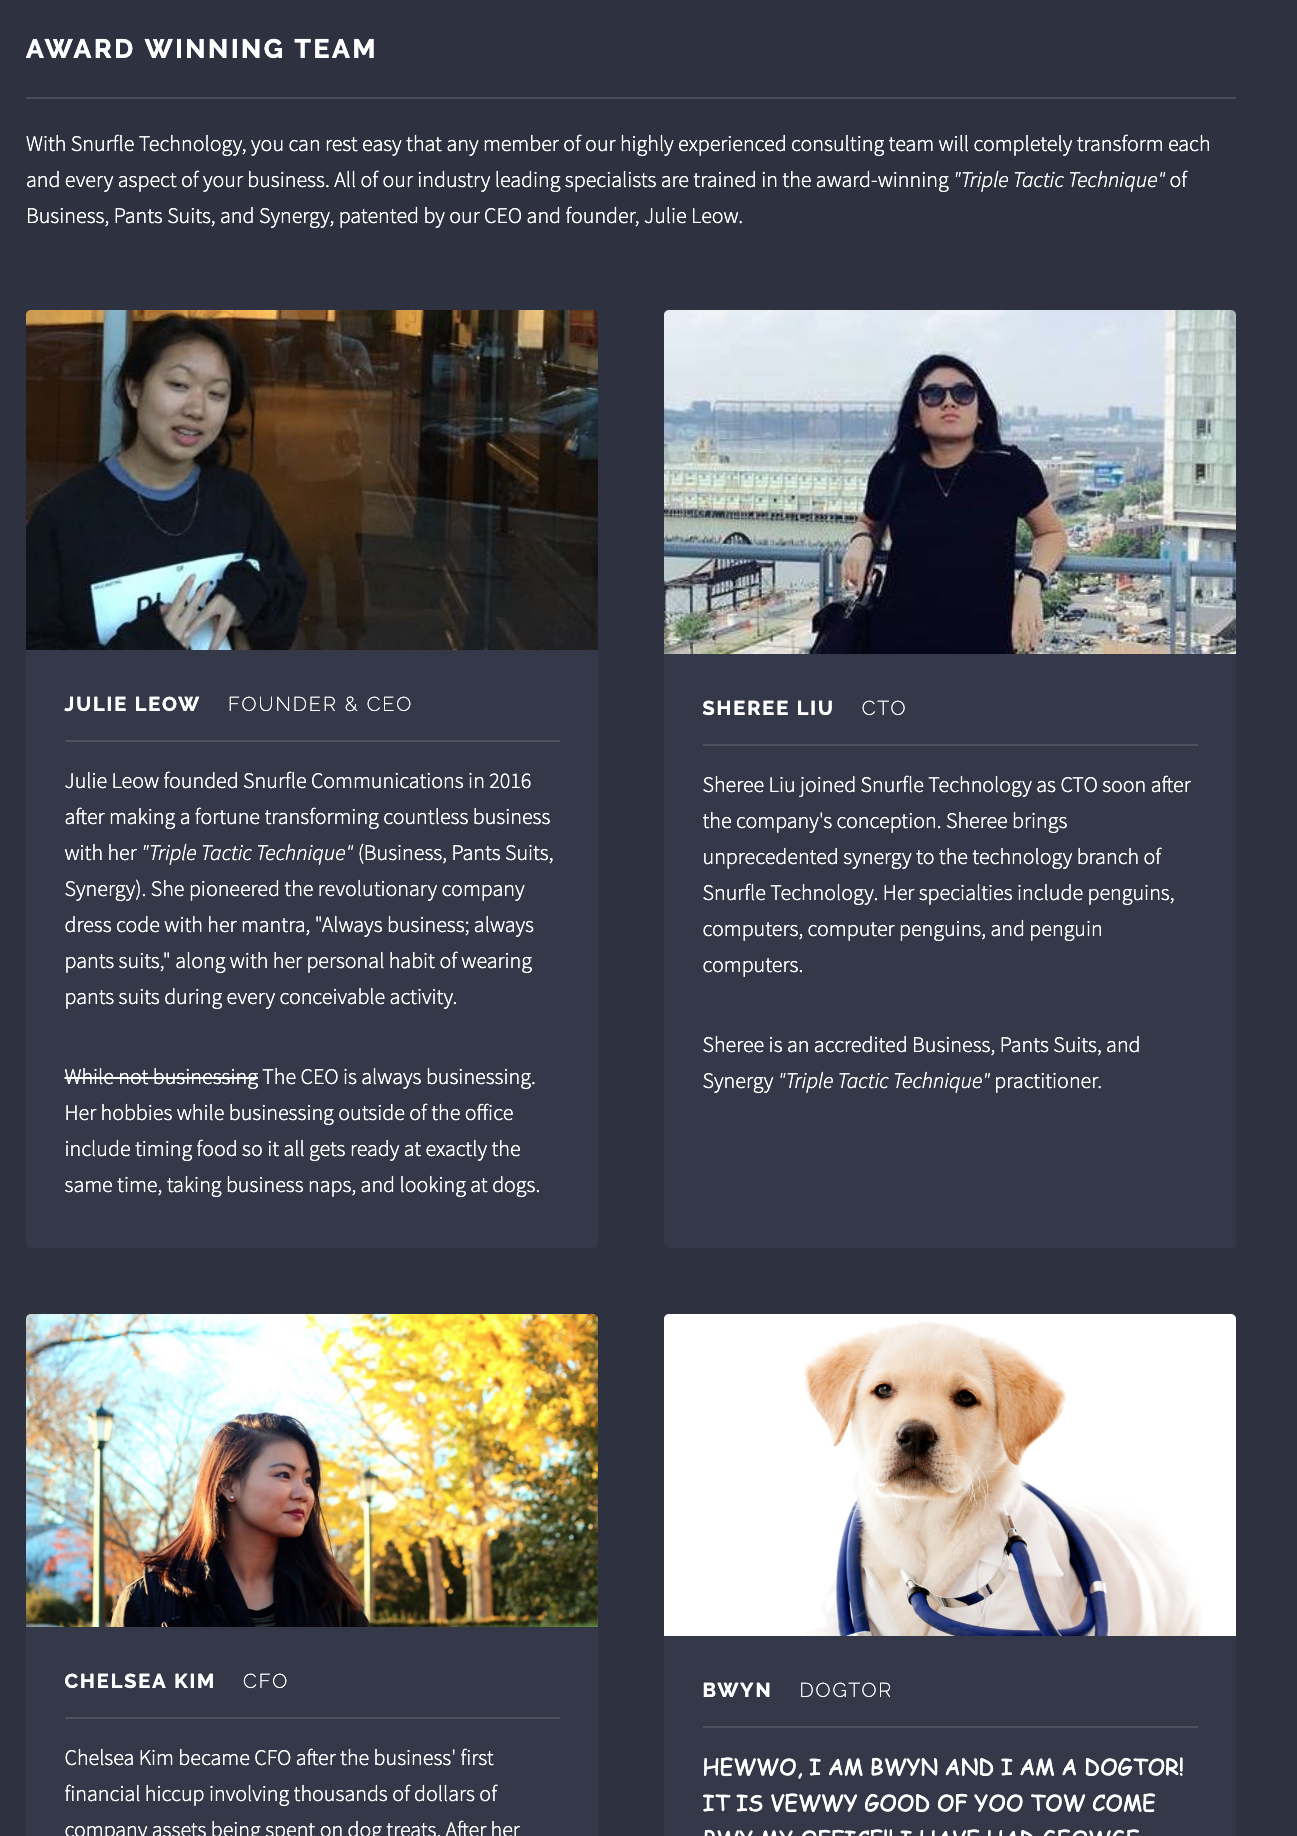 AWARD WINNING TEAM
With Snurfle Technology, you can rest easy that any member of our highly experienced consulting team will completely transform each
and every aspect of your business. All of our industry leading specialists are trained in the award-winning "Triple Tactic Technique" of
Business, Pants Suits, and Synergy, patented by our CEO and founder, Julie Leow.
JULIE LEOW FOUNDER & CEO
Julie Leow founded Snurfle Communications in 2016
after making a fortune transforming countless business
with her "Triple Tactic Technique" (Business, Pants Suits,
Synergy). She pioneered the revolutionary company
dress code with her mantra, "Always business; always
pants suits," along with her personal habit of wearing
pants suits during every conceivable activity.
While not businessing The CEO is always businessing.
Her hobbies while businessing outside of the office
include timing food so it all gets ready at exactly the
same time, taking business naps, and looking at dogs.
SHEREE LIU CTO
Sheree Liu joined Snurfle Technology as CTO soon after
the company's conception. Sheree brings
unprecedented synergy to the technology branch of
Snurfle Technology. Her specialties include penguins,
computers, computer penguins, and penguin
computers.
Sheree is an accredited Business, Pants Suits, and
Synergy "Triple Tactic Technique" practitioner.
CHELSEA KIM CFO
Chelsea Kim became CFO after the business' first
financial hiccup involving thousands of dollars of
company assets being spent on dog treats. After her
BWYN DOGTOR
HEWWO, I AM BWYN AND I AM A DOGTOR!
IT IS VEWWY GOOD OF YOO TOW COME
BWY MY OFFICE!! I HAVE HAD GEOWGE